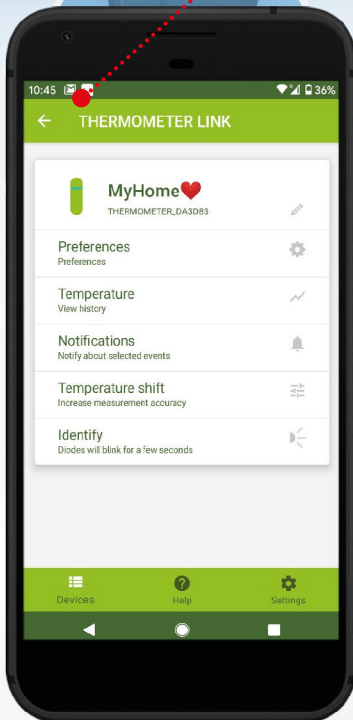 10:45 36%
THERMOMETER LINK
MyHome❤️
THERMOMETER_DA3D83
Preferences
Preferences
Temperature
View history
Notifications
Notify about selected events
Temperature shift
Increase measurement accuracy
Identify
Diodes will blink for a few seconds
Devices Help Settings